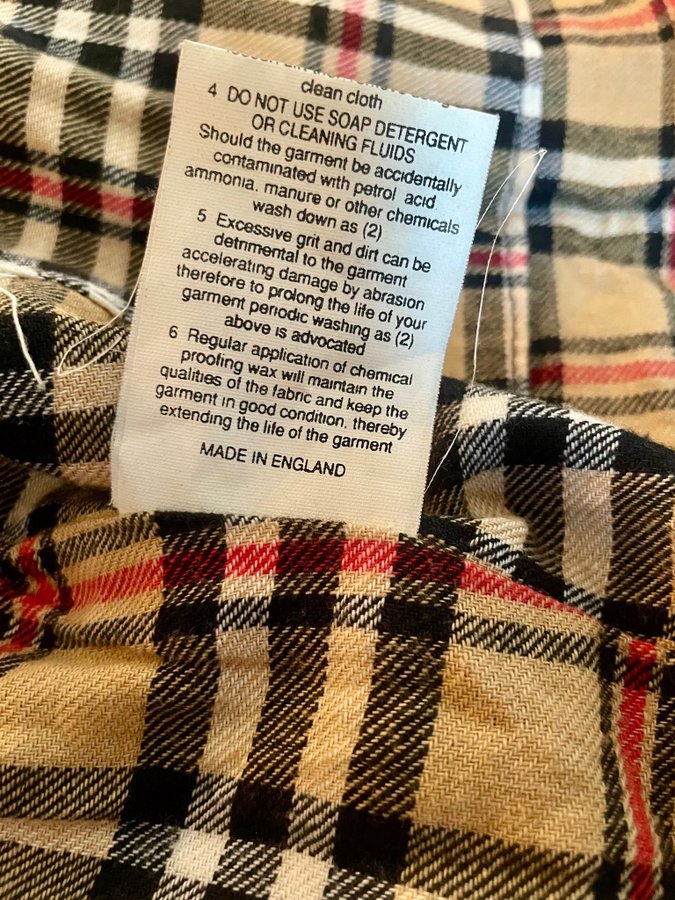 clean cloth
4 DO NOT USE SOAP DETERGENT
OR CLEANING FLUIDS
Should the garment be accidentally
contaminated with petrol acid
ammonia. manure or other chemicals
wash down as (2)
5 Excessive grit and dirt can be
detrimental to the garment
accelerating damage by abrasion
therefore to prolong the life of your
garment periodic washing as (2)
above is advocated
6 Regular application of chemical
proofing wax will maintain the
qualities of the fabric and keep the
garment in good condition, thereby
extending the life of the garment
MADE IN ENGLAND